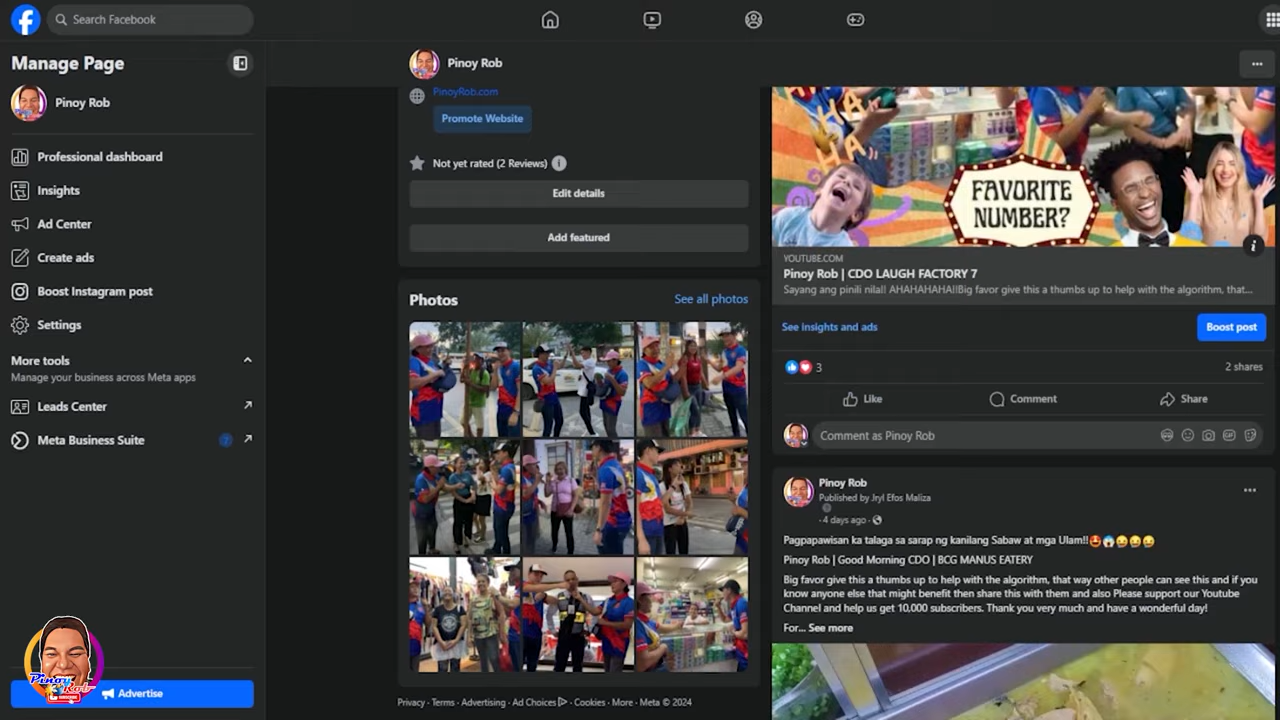 Search Facebook
Manage Page
Pinoy Rob
Professional dashboard
Insights
Ad Center
Create ads
Boost Instagram post
Settings
More tools
Manage your business across Meta apps
Leads Center
Meta Business Suite
7
Pinoy Rob
SUBSCRIBE
Advertise
Pinoy Rob
PinoyRob.com
Promote Website
Not yet rated (2 Reviews)
Edit details
Add featured
Photos
See all photos
Privacy · Terms · Advertising · Ad Choices · Cookies · More · Meta © 2024
HA
HA
HA
FAVORITE
NUMBER?
YOUTUBE.COM
Pinoy Rob | CDO LAUGH FACTORY 7
Sayang ang pinili nila!! AHAHAHAHA!!Big favor give this a thumbs up to help with the algorithm, that...
See insights and ads
Boost post
3
2 shares
Like
Comment
Share
Comment as Pinoy Rob
Pinoy Rob
Published by Jryl Efos Maliza
· 4 days ago ·
Pagpapawisan ka talaga sa sarap ng kanilang Sabaw at mga Ulam!!🤩😱😜😜😜
Pinoy Rob | Good Morning CDO | BCG MANUS EATERY
Big favor give this a thumbs up to help with the algorithm, that way other people can see this and if you
know anyone else that might benefit then share this with them and also Please support our Youtube
Channel and help us get 10,000 subscribers. Thank you very much and have a wonderful day!
For... See more